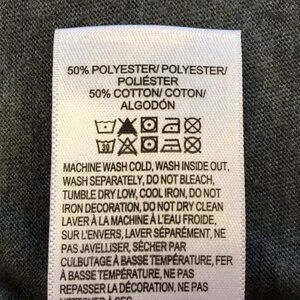 50% POLYESTER/ POLYESTER/
POLIÉSTER
50% COTTON/ COTON/
ALGODÓN
30
MACHINE WASH COLD, WASH INSIDE OUT,
WASH SEPARATELY, DO NOT BLEACH,
TUMBLE DRY LOW, COOL IRON, DO NOT
IRON DECORATION, DO NOT DRY CLEAN
LAVER À LA MACHINE À L'EAU FROIDE,
SUR L'ENVERS, LAVER SÉPARÉMENT, NE
PAS JAVELLISER, SÉCHER PAR
CULBUTAGE À BASSE TEMPÉRATURE, FER
À BASSE TEMPÉRATURE, NE PAS
REPASSER LA DÉCORATION, NE PAS
NETTOYER À SEC